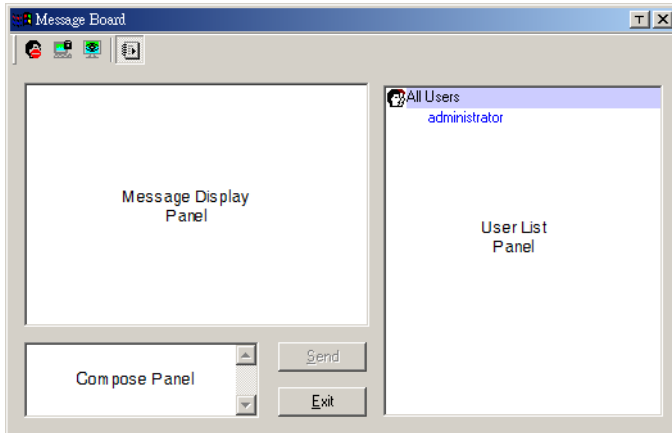 Message Board
T X
Message Display
Panel
All Users
administrator
User List
Panel
Compose Panel
Send
Exit